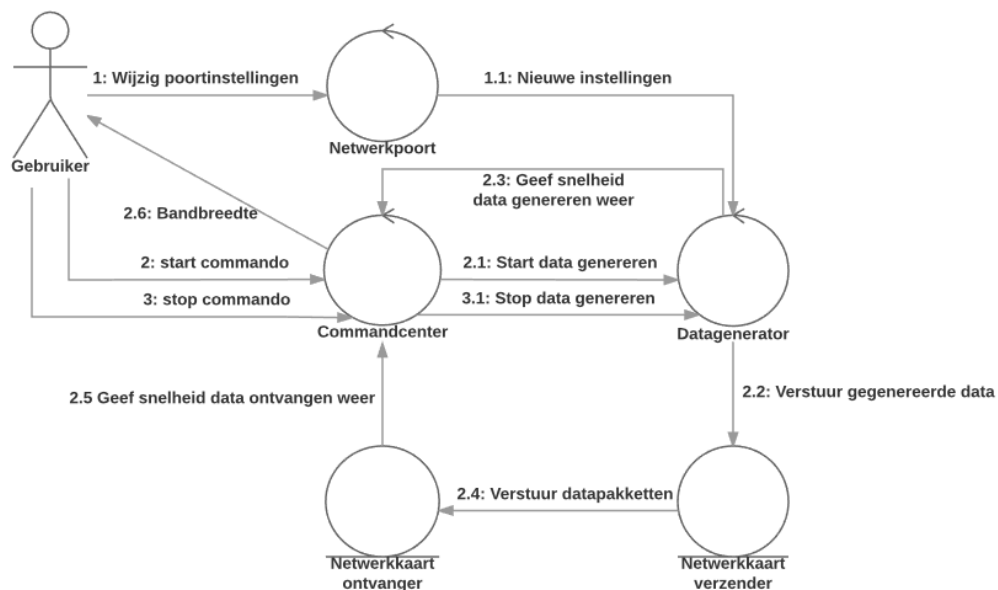 1: Wijzig poortinstellingen
1.1: Nieuwe instellingen
Netwerkpoort
Gebruiker
2.3: Geef snelheid
data genereren weer
2.6: Bandbreedte
2: start commando
2.1: Start data genereren
3: stop commando
3.1: Stop data genereren
Commandcenter
Datagenerator
2.5 Geef snelheid data ontvangen weer
2.2: Verstuur gegenereerde data
2.4: Verstuur datapakketten
Netwerkkaart
ontvanger
Netwerkkaart
verzender